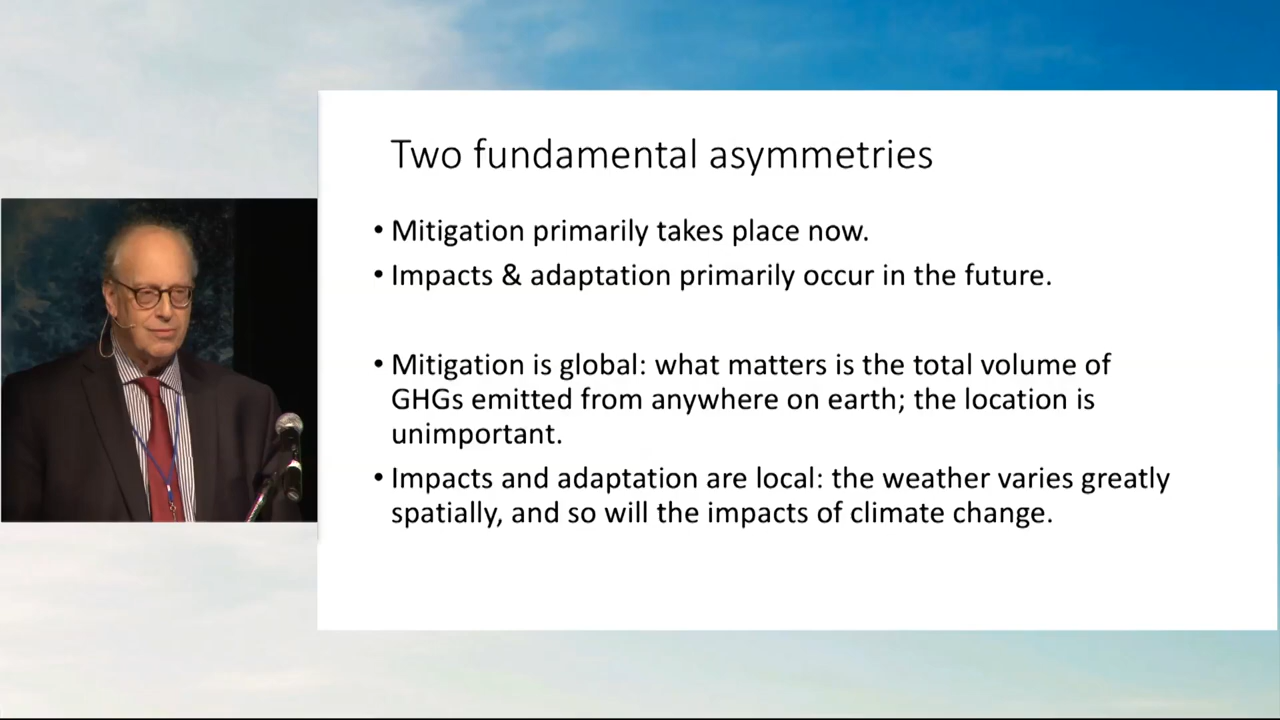 Two fundamental asymmetries
• Mitigation primarily takes place now.
• Impacts & adaptation primarily occur in the future.
• Mitigation is global: what matters is the total volume of
GHGs emitted from anywhere on earth; the location is
unimportant.
• Impacts and adaptation are local: the weather varies greatly
spatially, and so will the impacts of climate change.